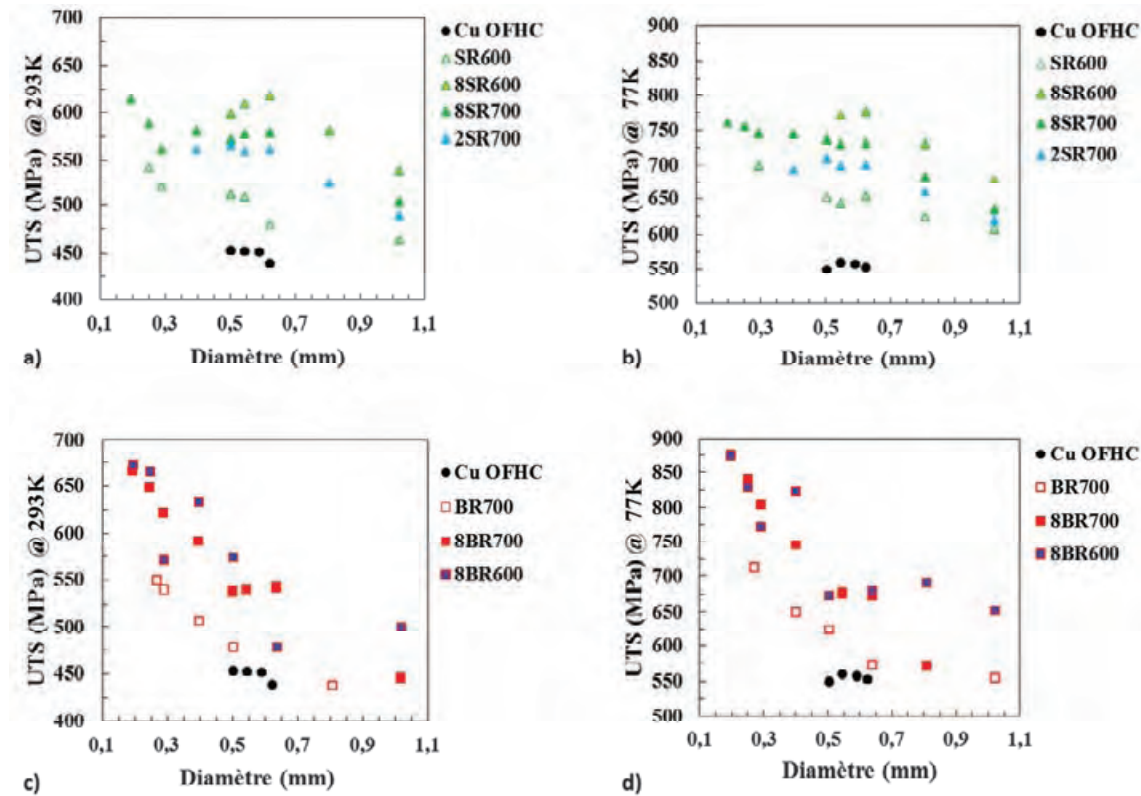 700
650
600
550
500
450
400
UTS (MPa) @ 293K
0,1 0,3 0,5 0,7 0,9 1,1
Diamètre (mm)
a)
Cu OFHC
SR600
8SR600
8SR700
2SR700
900
850
800
750
700
650
600
550
500
UTS (MPa) @ 77K
0,1 0,3 0,5 0,7 0,9 1,1
Diamètre (mm)
b)
Cu OFHC
SR600
8SR600
8SR700
2SR700
700
650
600
550
500
450
400
UTS (MPa) @ 293K
0,1 0,3 0,5 0,7 0,9 1,1
Diamètre (mm)
c)
Cu OFHC
BR700
8BR700
8BR600
900
850
800
750
700
650
600
550
500
UTS (MPa) @ 77K
0,1 0,3 0,5 0,7 0,9 1,1
Diamètre (mm)
d)
Cu OFHC
BR700
8BR700
8BR600